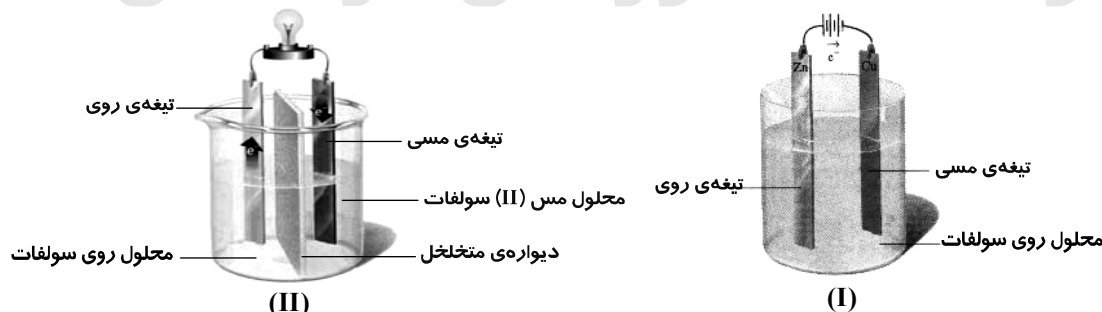 e⁻
Zn
Cu
تیغه‌ی مسی
تیغه‌ی روی
محلول روی سولفات
(I)
تیغه‌ی روی
e
e
تیغه‌ی مسی
محلول مس (II) سولفات
دیواره‌ی متخلخل
محلول روی سولفات
(II)